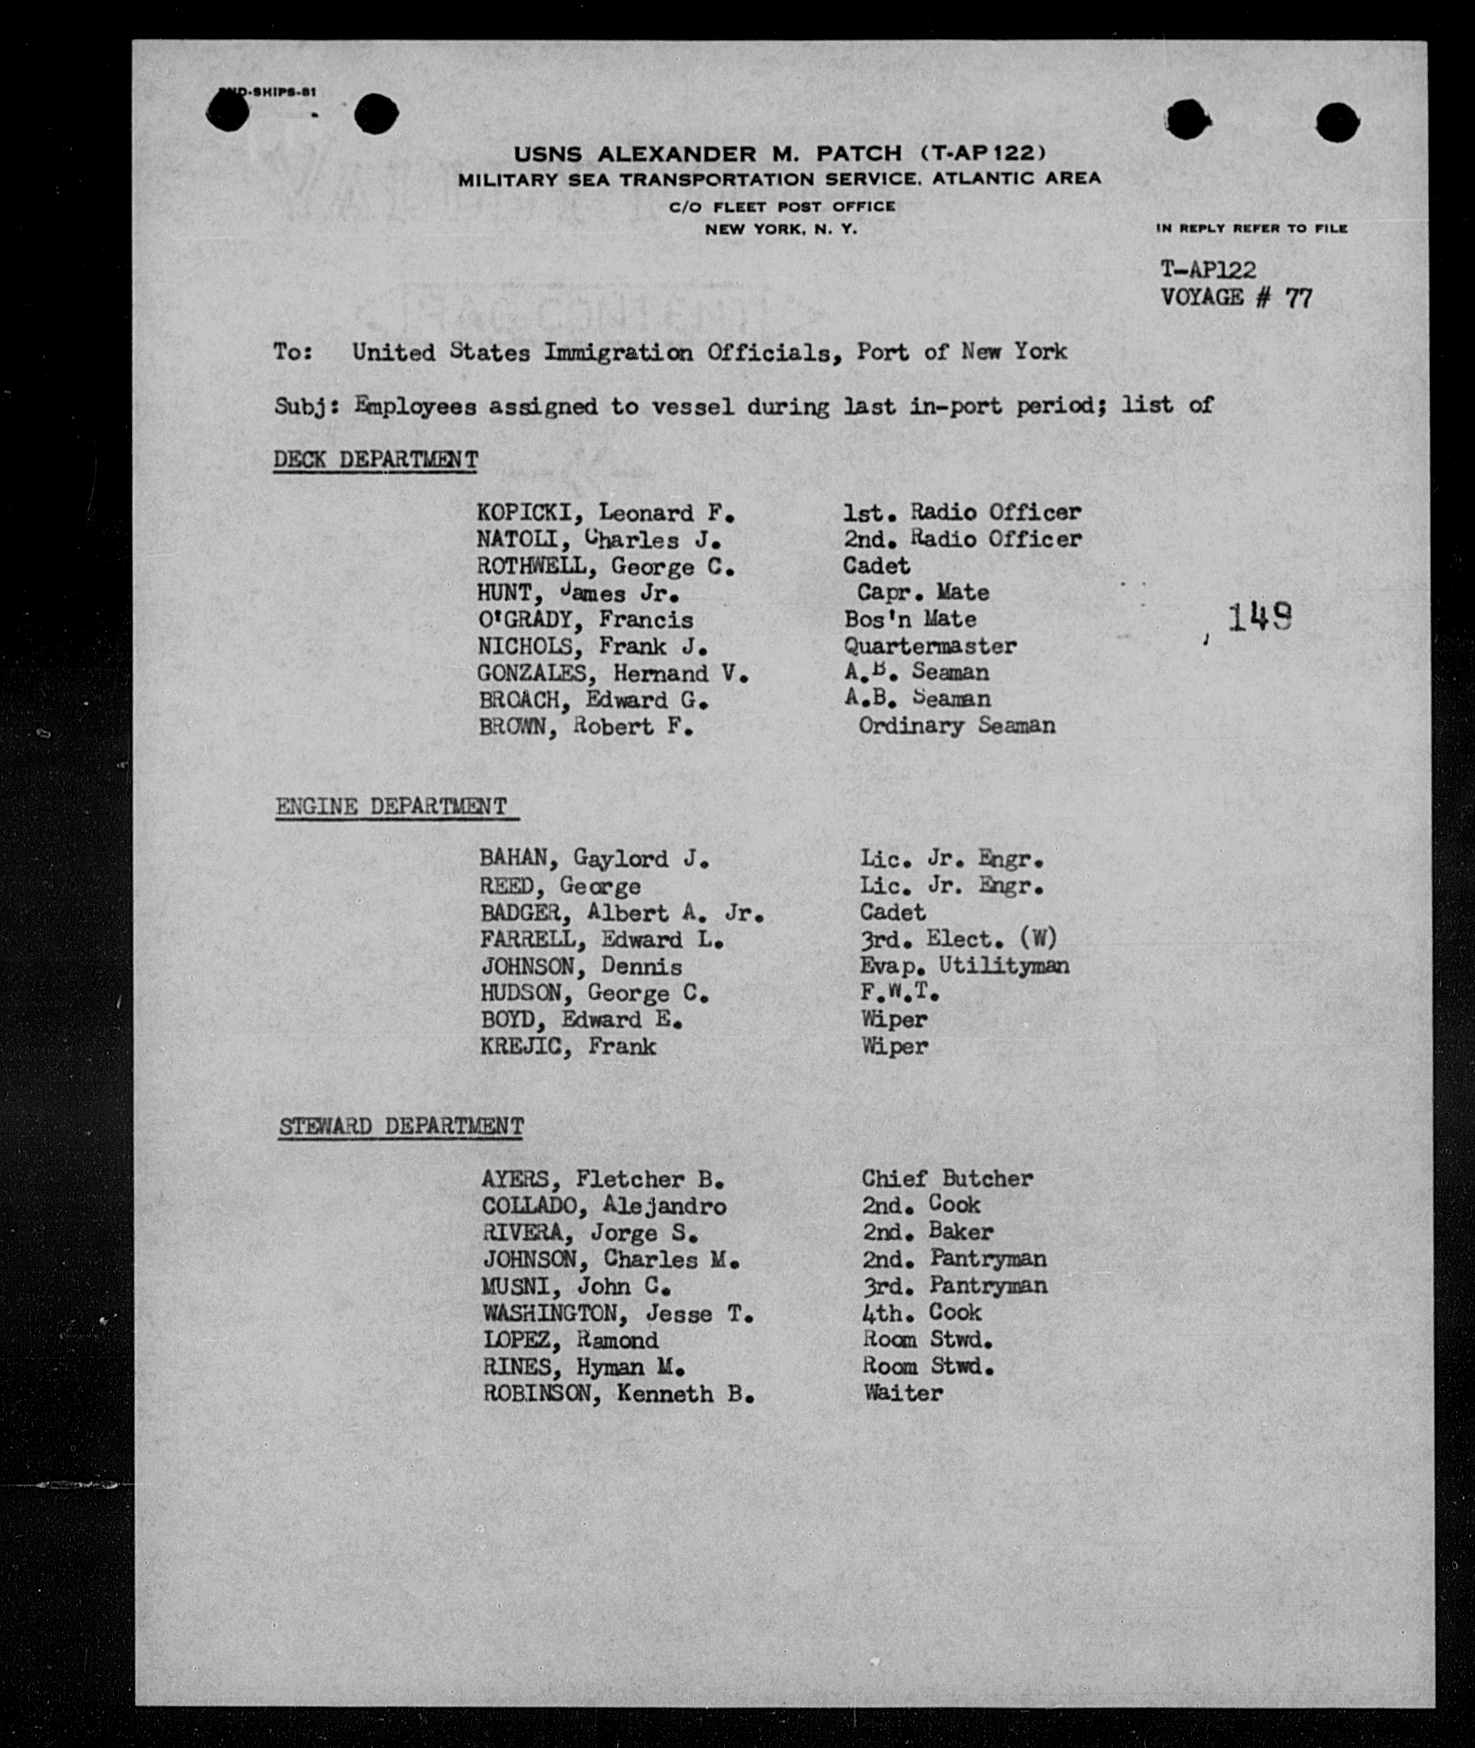 -SHIPS-81
USNS ALEXANDER M. PATCH (T-AP122)
MILITARY SEA TRANSPORTATION SERVICE, ATLANTIC AREA
C/O FLEET POST OFFICE
NEW YORK, N. Y.
IN REPLY REFER TO FILE
T-AP122
VOYAGE # 77
To: United States Immigration Officials, Port of New York
Subj: Employees assigned to vessel during last in-port period; list of
DECK DEPARTMENT
KOPICKI, Leonard F. 1st. Radio Officer
NATOLI, Charles J. 2nd. Radio Officer
ROTHWELL, George C. Cadet
HUNT, James Jr. Capr. Mate
O'GRADY, Francis Bos'n Mate
149
NICHOLS, Frank J. Quartermaster
GONZALES, Hernand V. A.B. Seaman
BROACH, Edward G. A.B. Seaman
BROWN, Robert F. Ordinary Seaman
ENGINE DEPARTMENT
BAHAN, Gaylord J. Lic. Jr. Engr.
REED, George Lic. Jr. Engr.
BADGER, Albert A. Jr. Cadet
FARRELL, Edward L. 3rd. Elect. (W)
JOHNSON, Dennis Evap. Utilityman
HUDSON, George C. F.W.T.
BOYD, Edward E. Wiper
KREJIC, Frank Wiper
STEWARD DEPARTMENT
AYERS, Fletcher B. Chief Butcher
COLLADO, Alejandro 2nd. Cook
RIVERA, Jorge S. 2nd. Baker
JOHNSON, Charles M. 2nd. Pantryman
MUSNI, John C. 3rd. Pantryman
WASHINGTON, Jesse T. 4th. Cook
LOPEZ, Ramond Room Stwd.
RINES, Hyman M. Room Stwd.
ROBINSON, Kenneth B. Waiter